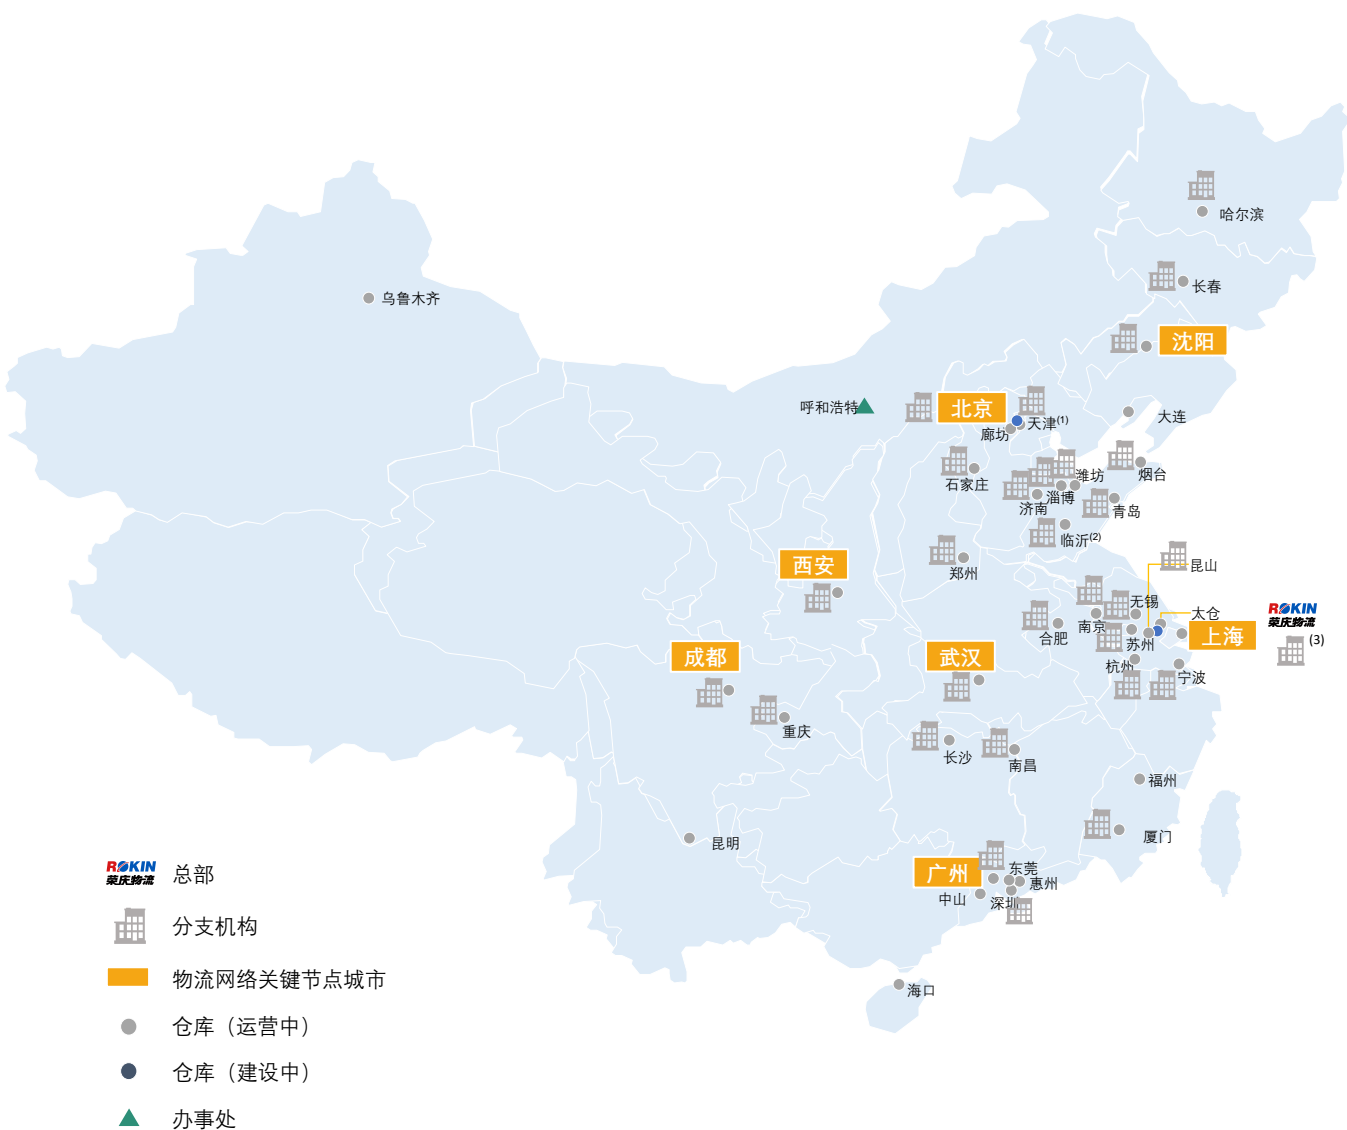 哈尔滨
长春
乌鲁木齐
沈阳
呼和浩特
北京
天津(1)
大连
廊坊
石家庄
潍坊
烟台
淄博
济南
青岛
临沂(2)
西安
郑州
昆山
无锡
太仓
ROKIN
荣庆物流
南京
合肥
苏州
上海
(3)
成都
武汉
杭州
宁波
重庆
长沙
南昌
福州
昆明
厦门
广州
东莞
惠州
中山
深圳
海口
ROKIN
荣庆物流
总部
分支机构
物流网络关键节点城市
仓库（运营中）
仓库（建设中）
办事处